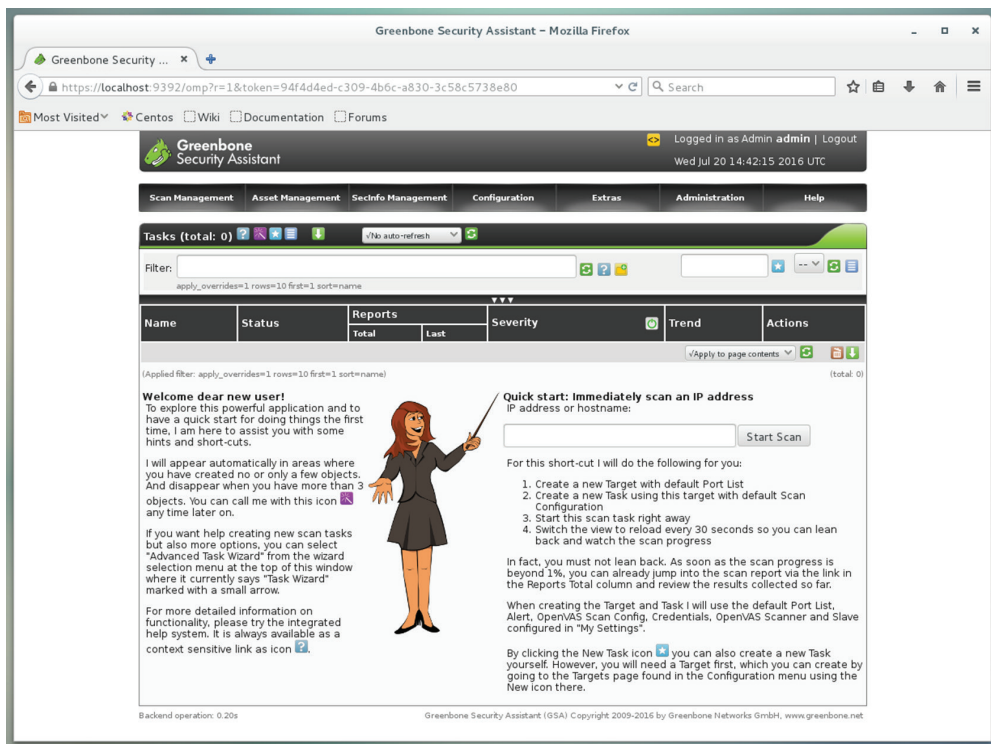 Greenbone Security Assistant - Mozilla Firefox
Greenbone Security ...
https://localhost:9392/omp?r=1&token=94f4d4ed-c309-4b6c-a830-3c58c5738e80
Search
Most Visited
Centos
Wiki
Documentation
Forums
Greenbone
Security Assistant
Logged in as Admin admin | Logout
Wed Jul 20 14:42:15 2016 UTC
Scan Management
Asset Management
SecInfo Management
Configuration
Extras
Administration
Help
Tasks (total: 0)
√No auto-refresh
Filter:
--
apply_overrides=1 rows=10 first=1 sort=name
Name
Status
Reports
Total
Last
Severity
Trend
Actions
√Apply to page contents
(Applied filter: apply_overrides=1 rows=10 first=1 sort=name)
(total: 0)
Welcome dear new user!
To explore this powerful application and to
have a quick start for doing things the first
time, I am here to assist you with some
hints and short-cuts.
I will appear automatically in areas where
you have created no or only a few objects.
And disappear when you have more than 3
objects. You can call me with this icon
any time later on.
If you want help creating new scan tasks
but also more options, you can select
"Advanced Task Wizard" from the wizard
selection menu at the top of this window
where it currently says "Task Wizard"
marked with a small arrow.
For more detailed information on
functionality, please try the integrated
help system. It is always available as a
context sensitive link as icon ?.
Quick start: Immediately scan an IP address
IP address or hostname:
Start Scan
For this short-cut I will do the following for you:
1. Create a new Target with default Port List
2. Create a new Task using this target with default Scan
Configuration
3. Start this scan task right away
4. Switch the view to reload every 30 seconds so you can lean
back and watch the scan progress
In fact, you must not lean back. As soon as the scan progress is
beyond 1%, you can already jump into the scan report via the link in
the Reports Total column and review the results collected so far.
When creating the Target and Task I will use the default Port List,
Alert, OpenVAS Scan Config, Credentials, OpenVAS Scanner and Slave
configured in "My Settings".
By clicking the New Task icon you can also create a new Task
yourself. However, you will need a Target first, which you can create by
going to the Targets page found in the Configuration menu using the
New icon there.
Backend operation: 0.20s
Greenbone Security Assistant (GSA) Copyright 2009-2016 by Greenbone Networks GmbH, www.greenbone.net